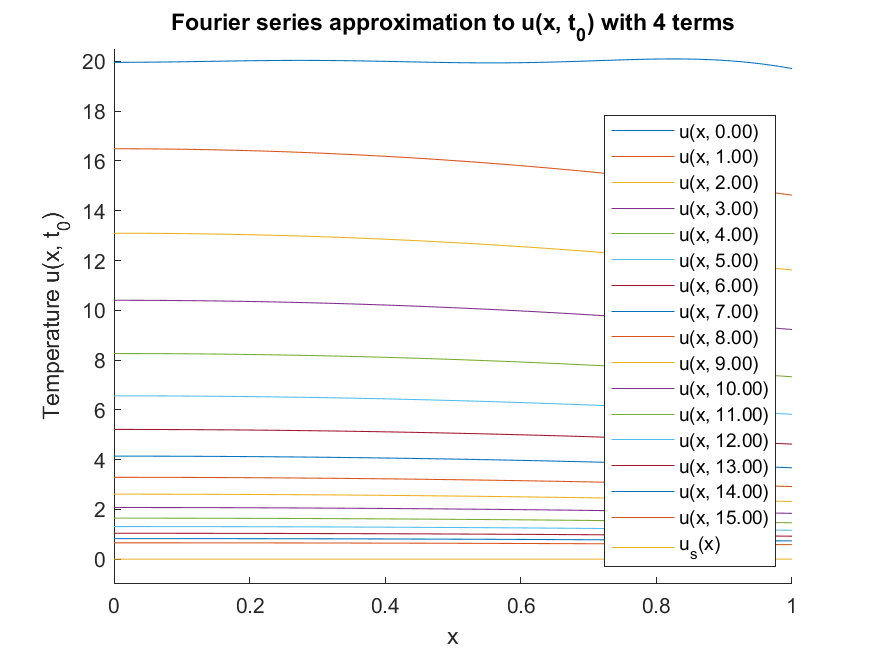 Fourier series approximation to u(x, t0) with 4 terms
Temperature u(x, t0)
20
18
16
14
12
10
8
6
4
2
0
u(x, 0.00)
u(x, 1.00)
u(x, 2.00)
u(x, 3.00)
u(x, 4.00)
u(x, 5.00)
u(x, 6.00)
u(x, 7.00)
u(x, 8.00)
u(x, 9.00)
u(x, 10.00)
u(x, 11.00)
u(x, 12.00)
u(x, 13.00)
u(x, 14.00)
u(x, 15.00)
us(x)
0 0.2 0.4 0.6 0.8 1
x